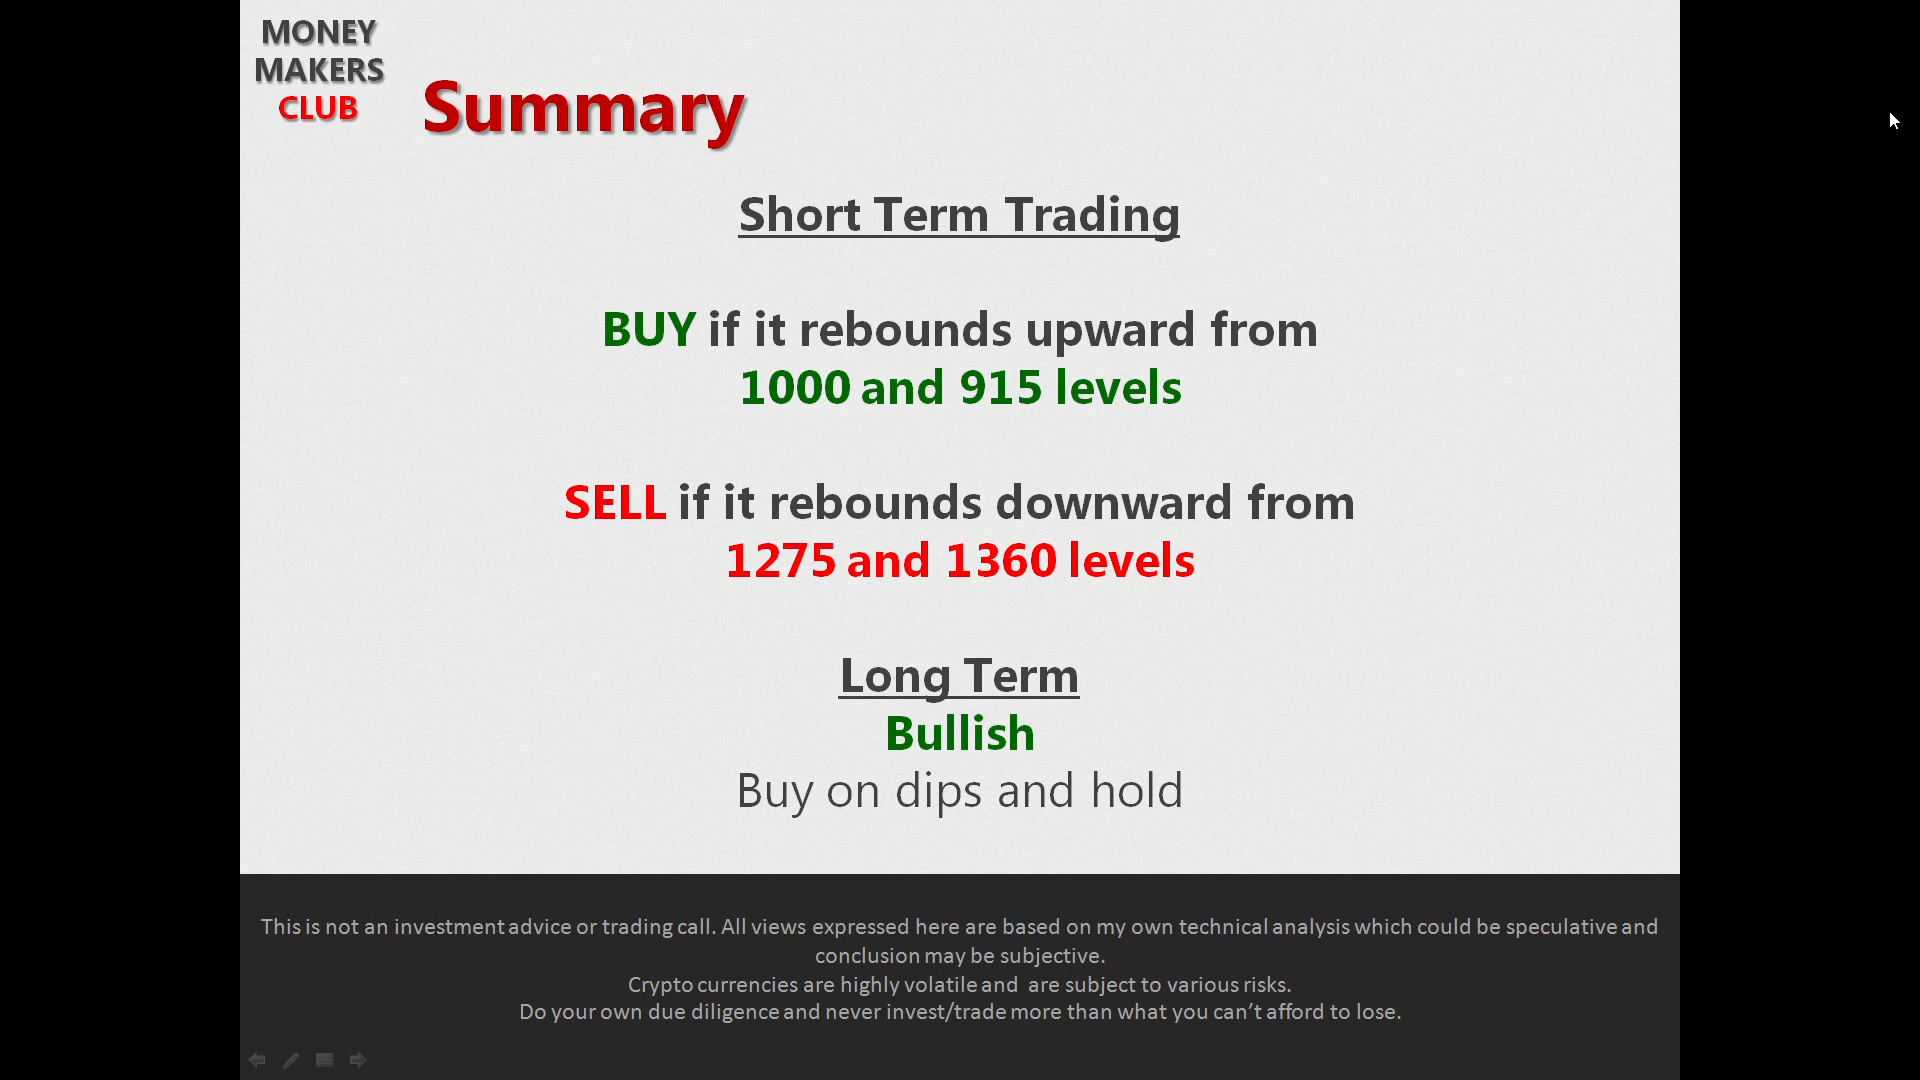 MONEY
MAKERS
CLUB
Summary
Short Term Trading
BUY if it rebounds upward from
1000 and 915 levels
SELL if it rebounds downward from
1275 and 1360 levels
Long Term
Bullish
Buy on dips and hold
This is not an investment advice or trading call. All views expressed here are based on my own technical analysis which could be speculative and
conclusion may be subjective.
Crypto currencies are highly volatile and  are subject to various risks.
Do your own due diligence and never invest/trade more than what you can’t afford to lose.